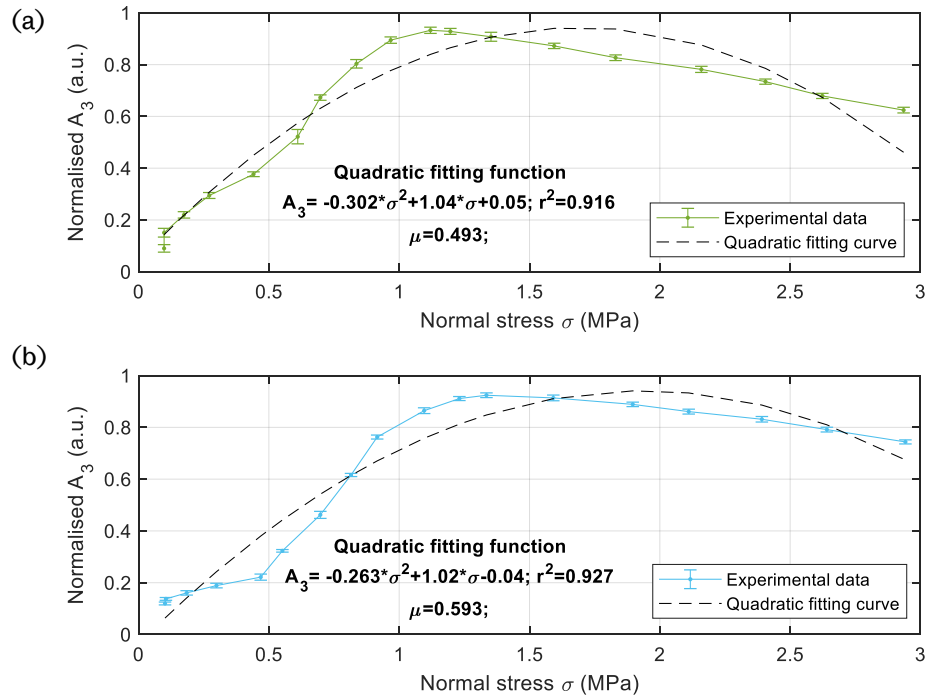 (a)
Normalised A₃ (a.u.)
1
0.8
0.6
0.4
0.2
0
Quadratic fitting function
A₃= -0.302*σ²+1.04*σ+0.05; r²=0.916
μ=0.493;
Experimental data
Quadratic fitting curve
0 0.5 1 1.5 2 2.5 3
Normal stress σ (MPa)
(b)
Normalised A₃ (a.u.)
1
0.8
0.6
0.4
0.2
0
Quadratic fitting function
A₃= -0.263*σ²+1.02*σ-0.04; r²=0.927
μ=0.593;
Experimental data
Quadratic fitting curve
0 0.5 1 1.5 2 2.5 3
Normal stress σ (MPa)